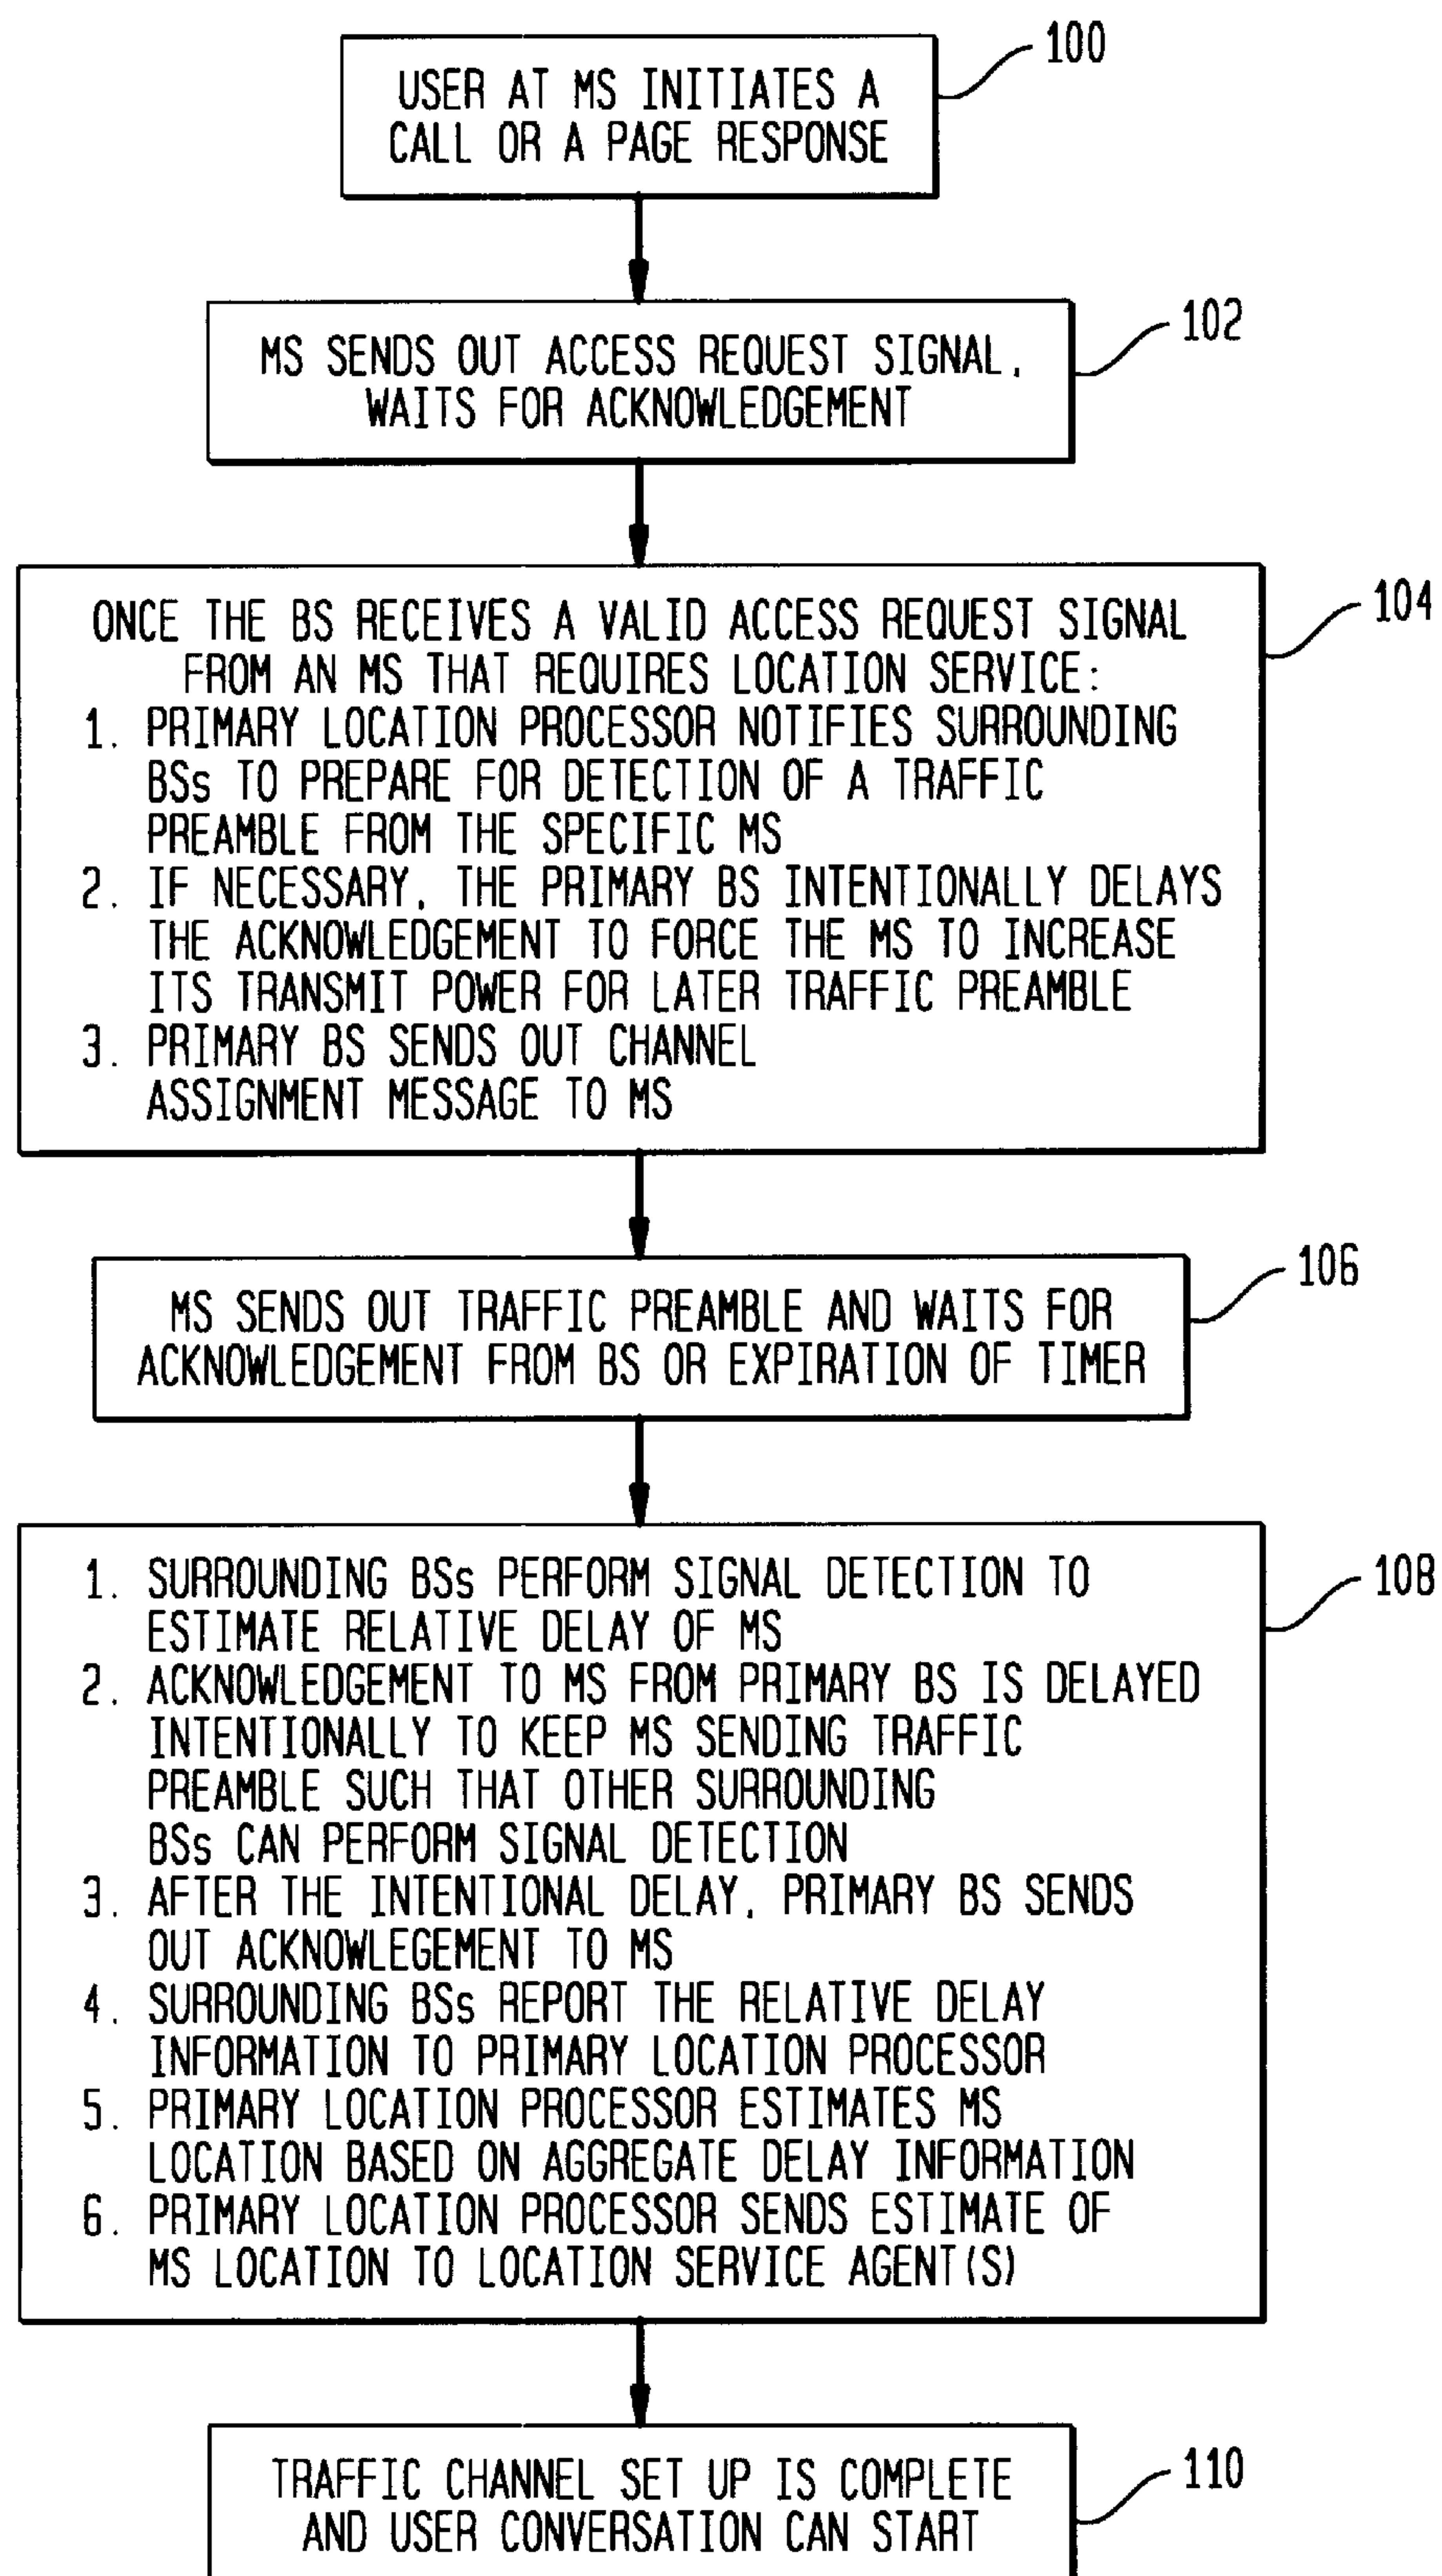 100
USER AT MS INITIATES A
CALL OR A PAGE RESPONSE
102
MS SENDS OUT ACCESS REQUEST SIGNAL,
WAITS FOR ACKNOWLEDGEMENT
104
ONCE THE BS RECEIVES A VALID ACCESS REQUEST SIGNAL
FROM AN MS THAT REQUIRES LOCATION SERVICE:
1. PRIMARY LOCATION PROCESSOR NOTIFIES SURROUNDING
BSs TO PREPARE FOR DETECTION OF A TRAFFIC
PREAMBLE FROM THE SPECIFIC MS
2. IF NECESSARY, THE PRIMARY BS INTENTIONALLY DELAYS
THE ACKNOWLEDGEMENT TO FORCE THE MS TO INCREASE
ITS TRANSMIT POWER FOR LATER TRAFFIC PREAMBLE
3. PRIMARY BS SENDS OUT CHANNEL
ASSIGNMENT MESSAGE TO MS
106
MS SENDS OUT TRAFFIC PREAMBLE AND WAITS FOR
ACKNOWLEDGEMENT FROM BS OR EXPIRATION OF TIMER
108
1. SURROUNDING BSs PERFORM SIGNAL DETECTION TO
ESTIMATE RELATIVE DELAY OF MS
2. ACKNOWLEDGEMENT TO MS FROM PRIMARY BS IS DELAYED
INTENTIONALLY TO KEEP MS SENDING TRAFFIC
PREAMBLE SUCH THAT OTHER SURROUNDING
BSs CAN PERFORM SIGNAL DETECTION
3. AFTER THE INTENTIONAL DELAY, PRIMARY BS SENDS
OUT ACKNOWLEGEMENT TO MS
4. SURROUNDING BSs REPORT THE RELATIVE DELAY
INFORMATION TO PRIMARY LOCATION PROCESSOR
5. PRIMARY LOCATION PROCESSOR ESTIMATES MS
LOCATION BASED ON AGGREGATE DELAY INFORMATION
6. PRIMARY LOCATION PROCESSOR SENDS ESTIMATE OF
MS LOCATION TO LOCATION SERVICE AGENT(S)
110
TRAFFIC CHANNEL SET UP IS COMPLETE
AND USER CONVERSATION CAN START